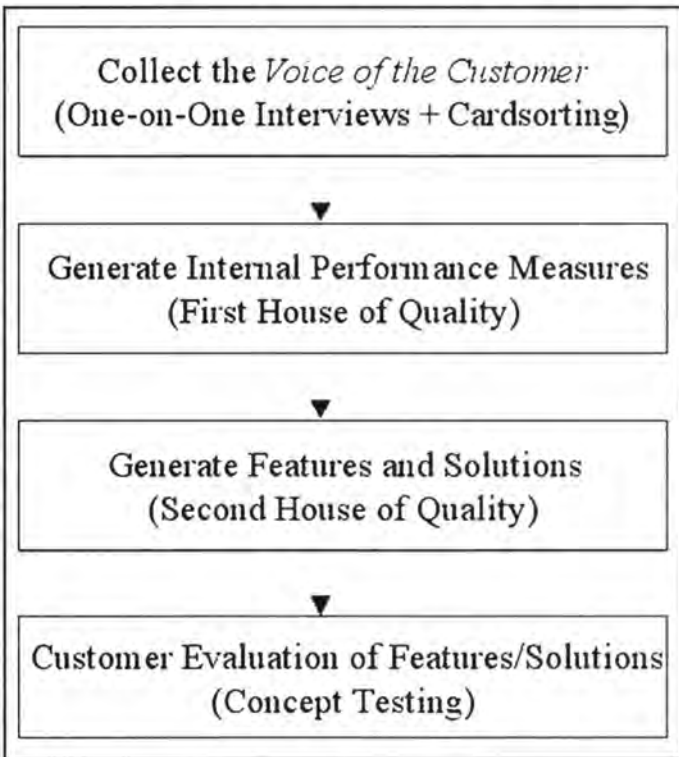 Collect the Voice of the Customer
(One-on-One Interviews + Cardsorting)
Generate Internal Performance Measures
(First House of Quality)
Generate Features and Solutions
(Second House of Quality)
Customer Evaluation of Features/Solutions
(Concept Testing)